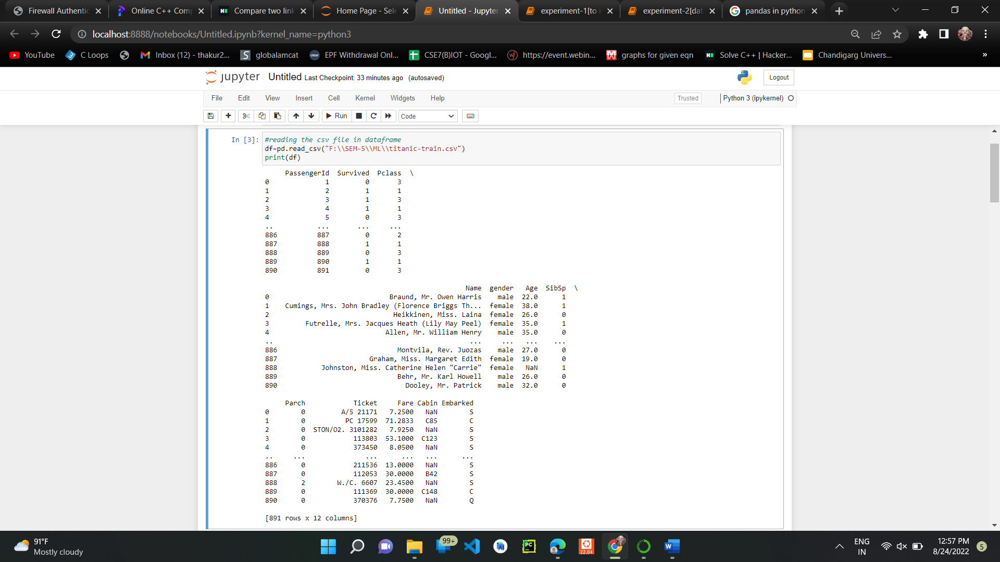 Firewall Authentic
Online C++ Comp
Compare two link
Home Page - Sele
Untitled - Jupyter
experiment-1[to i
experiment-2[dat
pandas in python
localhost:8888/notebooks/Untitled.ipynb?kernel_name=python3
YouTube
C Loops
Inbox (12) - thakur2...
globalamcat
EPF Withdrawal Onl...
CSE7(B)IOT - Googl...
https://event.webin...
graphs for given eqn
Solve C++ | Hacker...
Chandigarg Univers...
»
jupyter Untitled Last Checkpoint: 33 minutes ago (autosaved)
Logout
File Edit View Insert Cell Kernel Widgets Help
Trusted
Python 3 (ipykernel)
Run
Code
In [3]: #reading the csv file in dataframe
df=pd.read_csv("F:\\SEM-5\\ML\\titanic-train.csv")
print(df)
PassengerId Survived Pclass \
0 1 0 3
1 2 1 1
2 3 1 3
3 4 1 1
4 5 0 3
.. ... ... ...
886 887 0 2
887 888 1 1
888 889 0 3
889 890 1 1
890 891 0 3
Name gender Age SibSp \
0 Braund, Mr. Owen Harris male 22.0 1
1 Cumings, Mrs. John Bradley (Florence Briggs Th... female 38.0 1
2 Heikkinen, Miss. Laina female 26.0 0
3 Futrelle, Mrs. Jacques Heath (Lily May Peel) female 35.0 1
4 Allen, Mr. William Henry male 35.0 0
.. ... ... ... ...
886 Montvila, Rev. Juozas male 27.0 0
887 Graham, Miss. Margaret Edith female 19.0 0
888 Johnston, Miss. Catherine Helen "Carrie" female NaN 1
889 Behr, Mr. Karl Howell male 26.0 0
890 Dooley, Mr. Patrick male 32.0 0
Parch Ticket Fare Cabin Embarked
0 0 A/5 21171 7.2500 NaN S
1 0 PC 17599 71.2833 C85 C
2 0 STON/O2. 3101282 7.9250 NaN S
3 0 113803 53.1000 C123 S
4 0 373450 8.0500 NaN S
.. ... ... ... ... ...
886 0 211536 13.0000 NaN S
887 0 112053 30.0000 B42 S
888 2 W./C. 6607 23.4500 NaN S
889 0 111369 30.0000 C148 C
890 0 370376 7.7500 NaN Q
[891 rows x 12 columns]
91°F
Mostly cloudy
99+
PC
22.04
W
ENG
IN
12:57 PM
8/24/2022
5